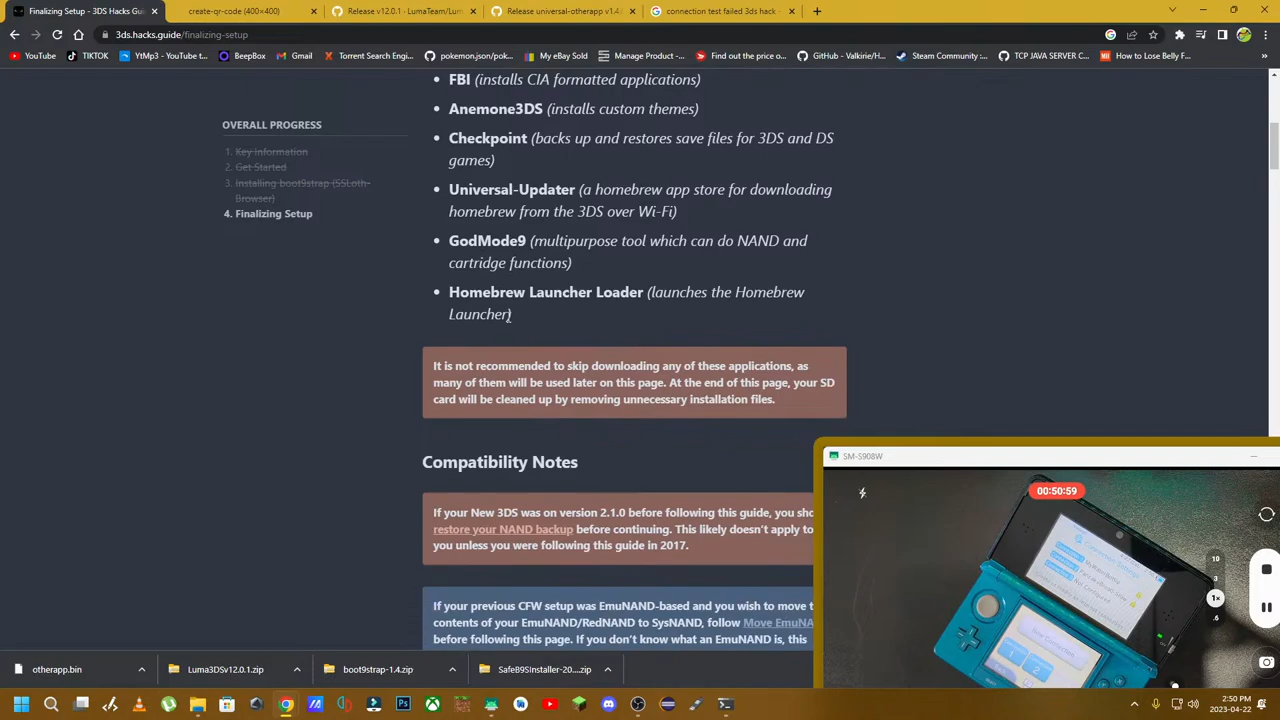 Finalizing Setup - 3DS Hacks Guide
create-qr-code (400×400)
Release v12.0.1 - LumaTeam/Lum
Release universal-otherapp v1.4
connection test failed 3ds hack -
3ds.hacks.guide/finalizing-setup
YouTube
TIKTOK
YtMp3 - YouTube t...
BeepBox
Gmail
Torrent Search Engi...
pokemon.json/pok...
My eBay Sold
Manage Product -...
Find out the price o...
GitHub - Valkirie/H...
Steam Community :...
TCP JAVA SERVER C...
How to Lose Belly F...
FBI (installs CIA formatted applications)
OVERALL PROGRESS
1. Key Information
2. Get Started
3. Installing boot9strap (SSLoth-
Browser)
4. Finalizing Setup
Anemone3DS (installs custom themes)
Checkpoint (backs up and restores save files for 3DS and DS
games)
Universal-Updater (a homebrew app store for downloading
homebrew from the 3DS over Wi-Fi)
GodMode9 (multipurpose tool which can do NAND and
cartridge functions)
Homebrew Launcher Loader (launches the Homebrew
Launcher)
It is not recommended to skip downloading any of these applications, as
many of them will be used later on this page. At the end of this page, your SD
card will be cleaned up by removing unnecessary installation files.
Compatibility Notes
If your New 3DS was on version 2.1.0 before following this guide, you sho
restore your NAND backup before continuing. This likely doesn't apply to
you unless you were following this guide in 2017.
If your previous CFW setup was EmuNAND-based and you wish to move t
contents of your EmuNAND/RedNAND to SysNAND, follow Move EmuNA
before following this page. If you don't know what an EmuNAND is, this
SM-S908W
00:50:59
10
3
1×
.6
Connection Settings
Not Configured
1
2
otherapp.bin
Luma3DSv12.0.1.zip
boot9strap-1.4.zip
SafeB9SInstaller-20....zip
2:50 PM
2023-04-22